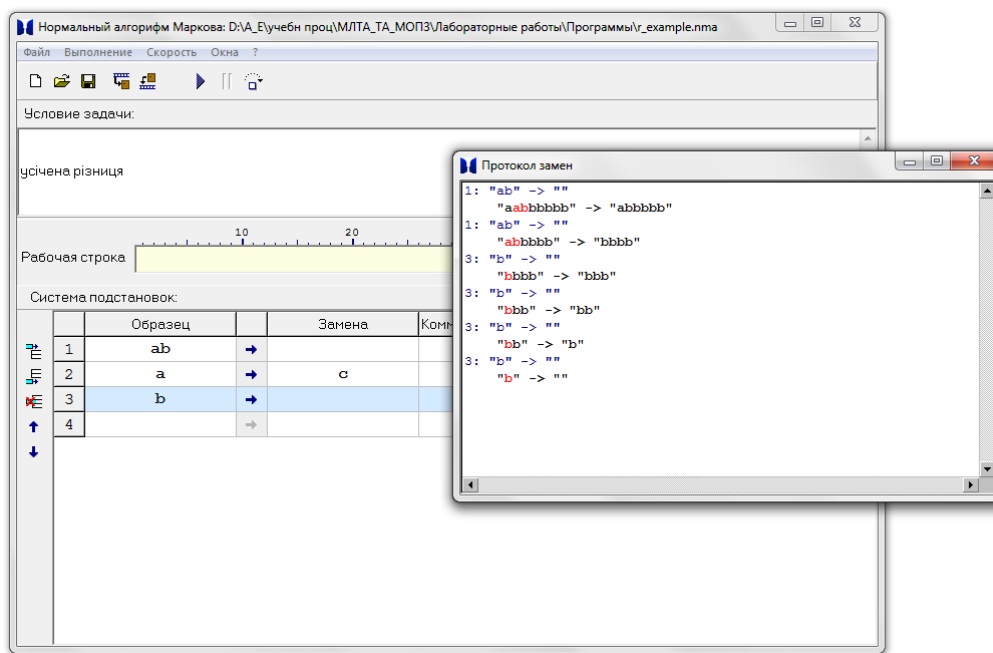 Нормальный алгорифм Маркова: D:\A_E\учебн проц\МЛТА_ТА_МОПЗ\Лабораторные работы\Программы\r_example.nma
Файл Выполнение Скорость Окна ?
Условие задачи:
усічена різниця
10 20
Рабочая строка
Система подстановок:
Образец Замена Комм
1 ab ➔
2 a ➔ c
3 b ➔
4 ➔
Протокол замен
1: "ab" -> ""
"aabbbbbb" -> "abbbbb"
1: "ab" -> ""
"abbbbb" -> "bbbb"
3: "b" -> ""
"bbbb" -> "bbb"
3: "b" -> ""
"bbb" -> "bb"
3: "b" -> ""
"bb" -> "b"
3: "b" -> ""
"b" -> ""